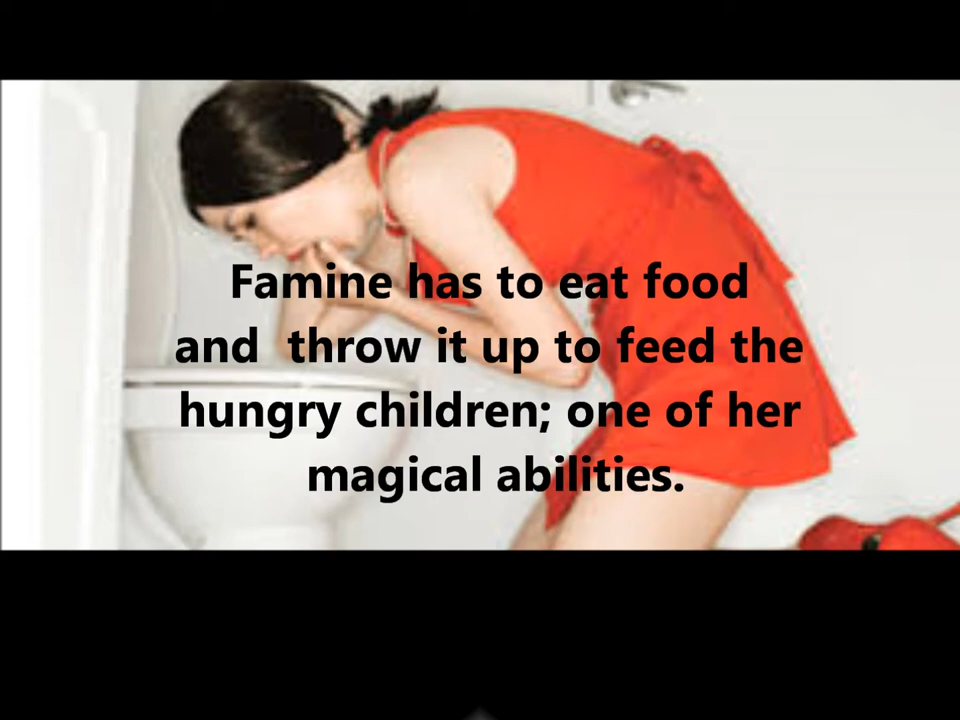 Famine has to eat food
and  throw it up to feed the
hungry children; one of her
magical abilities.